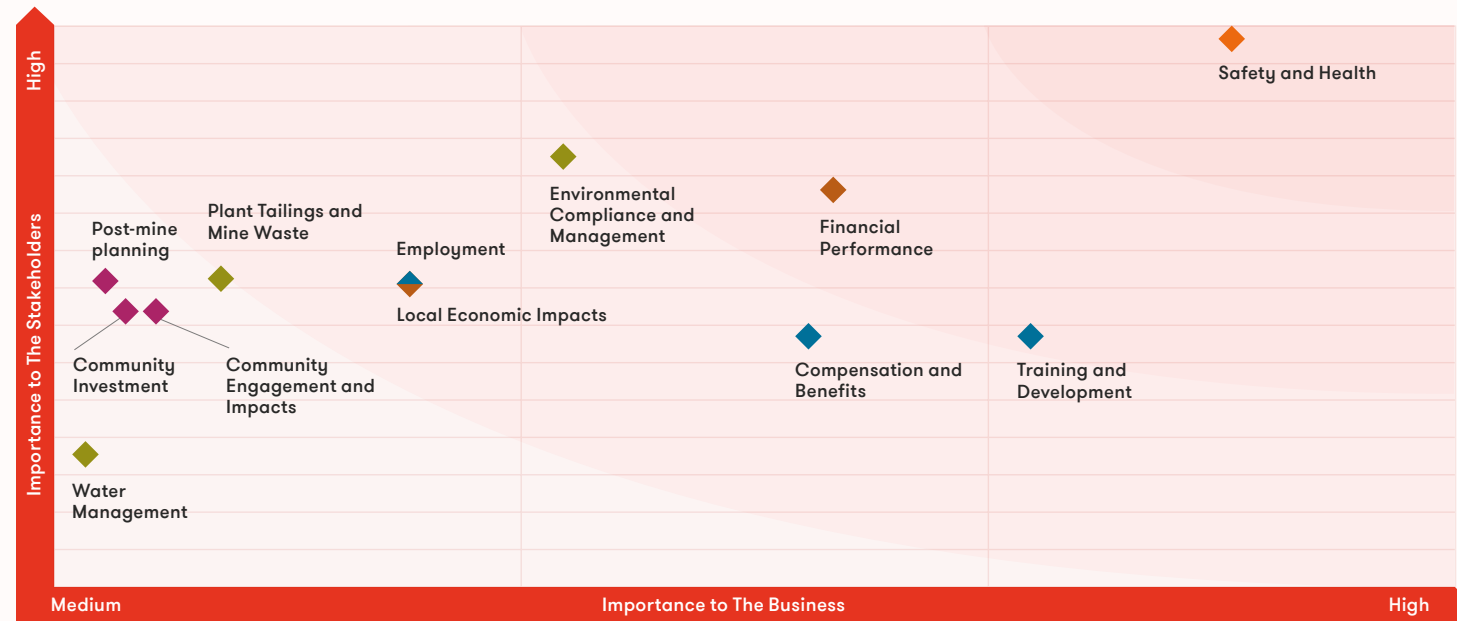 High
Importance to The Stakeholders
Safety and Health
Environmental
Compliance and
Management
Financial
Performance
Plant Tailings and
Mine Waste
Post-mine
planning
Employment
Local Economic Impacts
Community
Investment
Community
Engagement and
Impacts
Compensation and
Benefits
Training and
Development
Water
Management
Medium
Importance to The Business
High